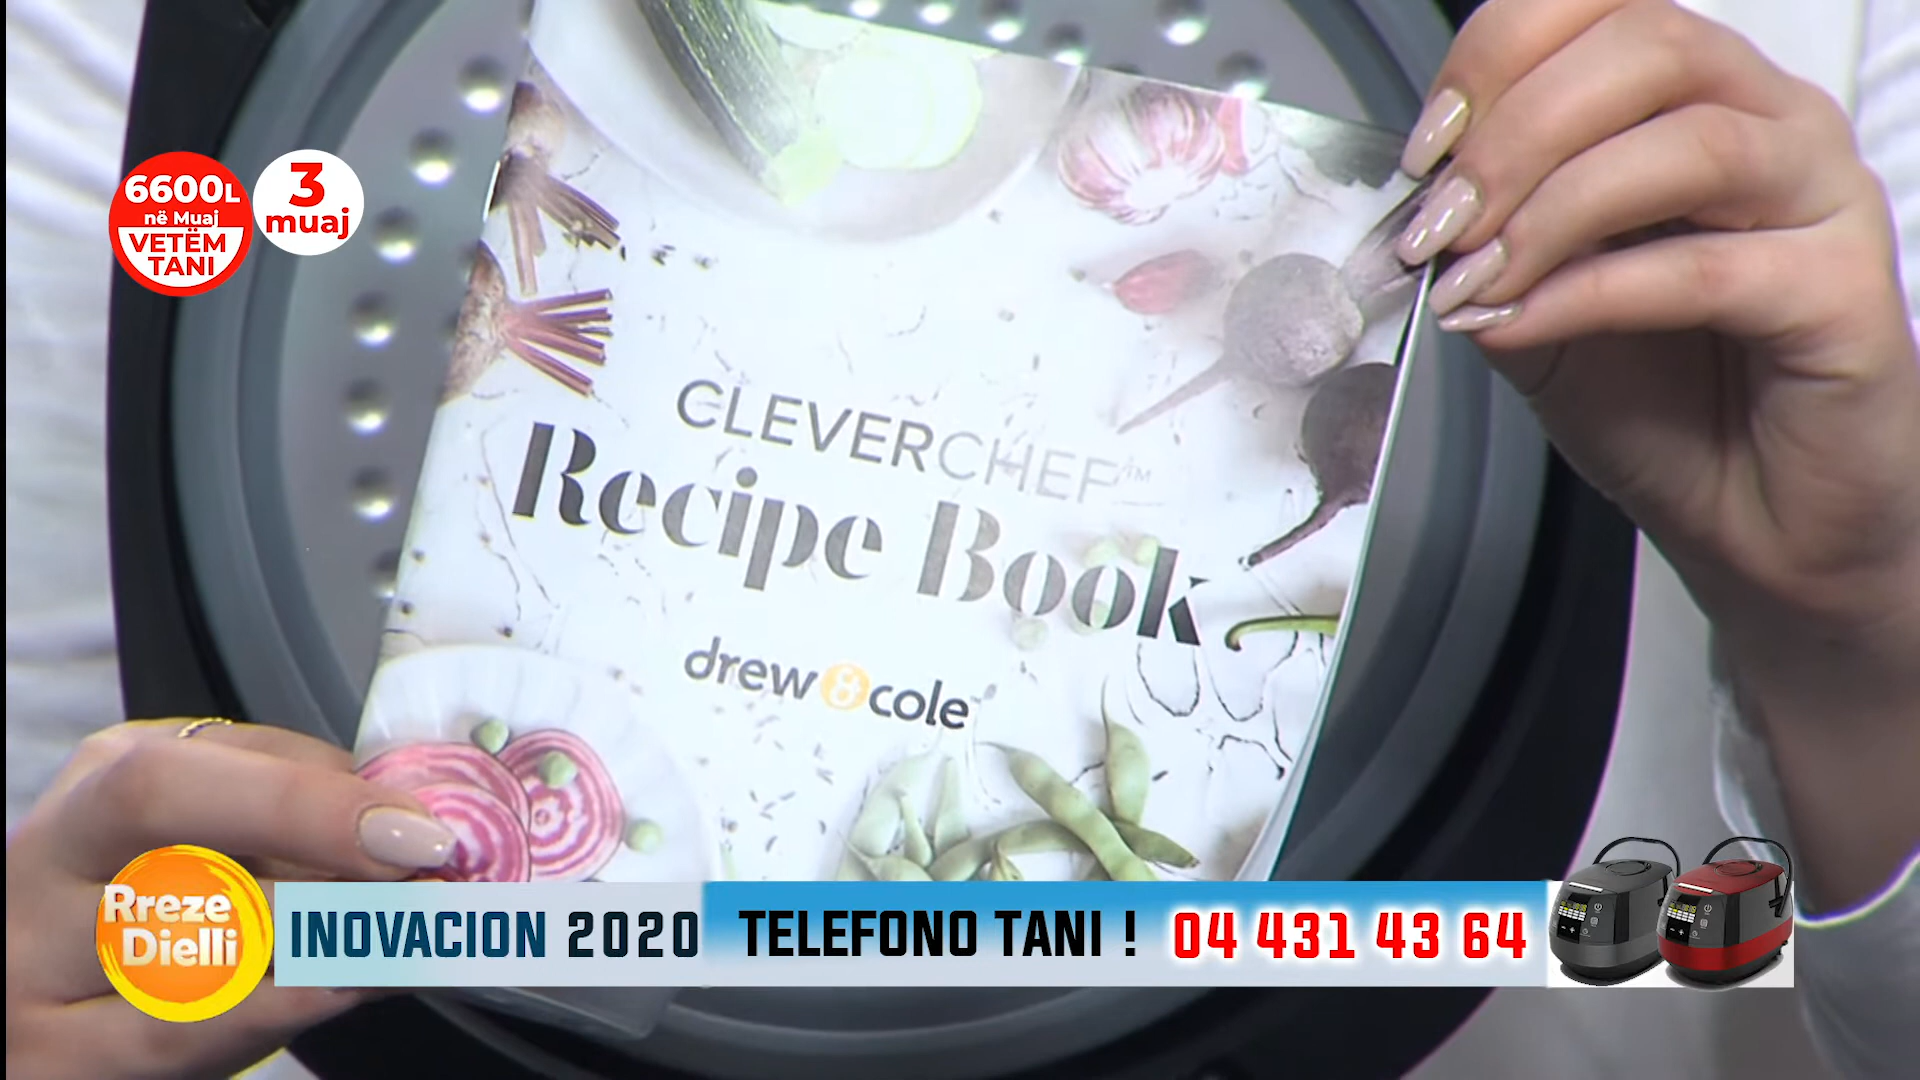 6600L
në Muaj
VETËM
TANI
3
muaj
CLEVERCHEF™
Recipe Book
drew&cole™
Rreze
Dielli
INOVACION 2020
TELEFONO TANI !
04 431 43 64